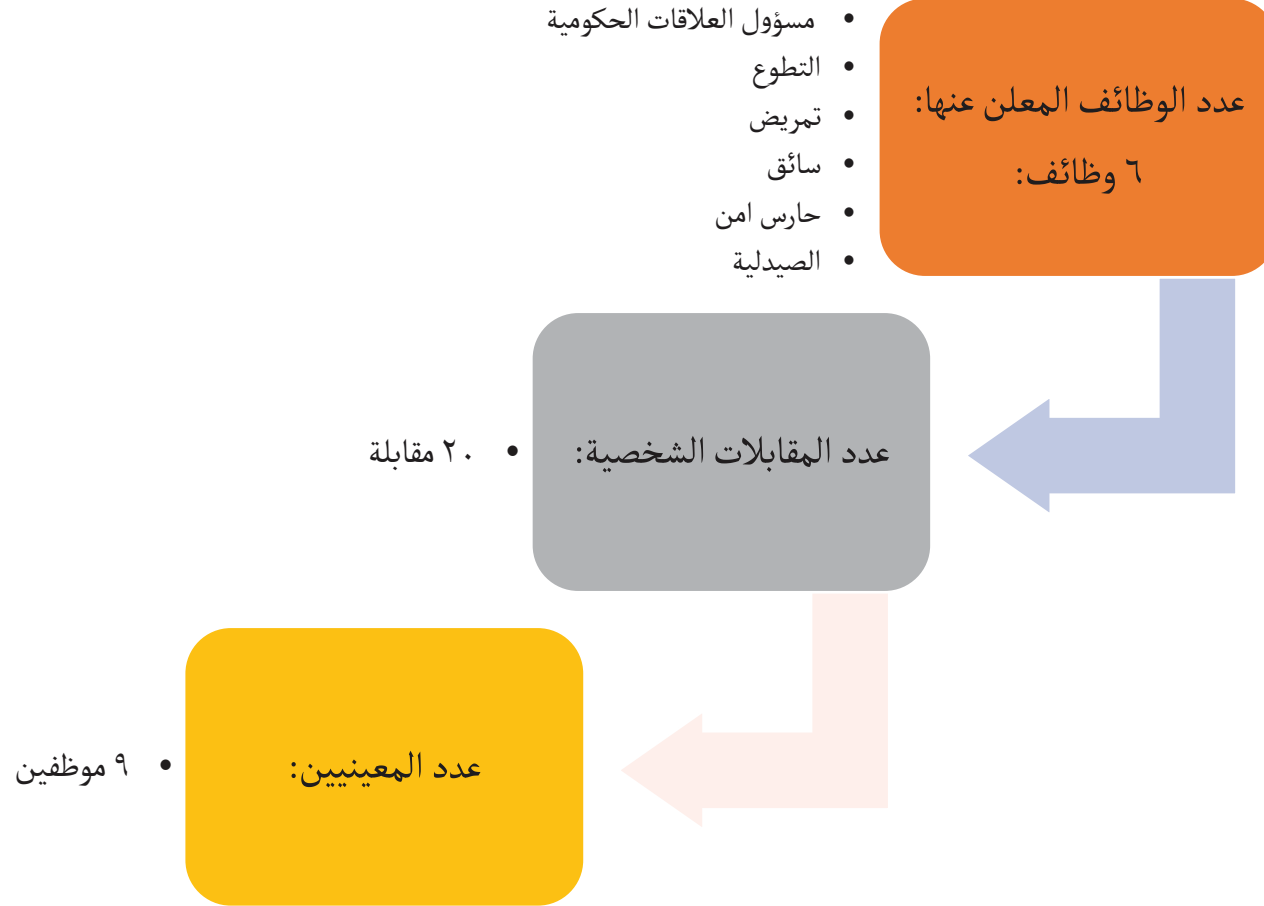 عدد الوظائف المعلن عنها:
٦ وظائف:
• مسؤول العلاقات الحكومية
• التطوع
• تمريض
• سائق
• حارس امن
• الصيدلية
عدد المقابلات الشخصية:
• ٢٠ مقابلة
عدد المعينيين:
• ٩ موظفين